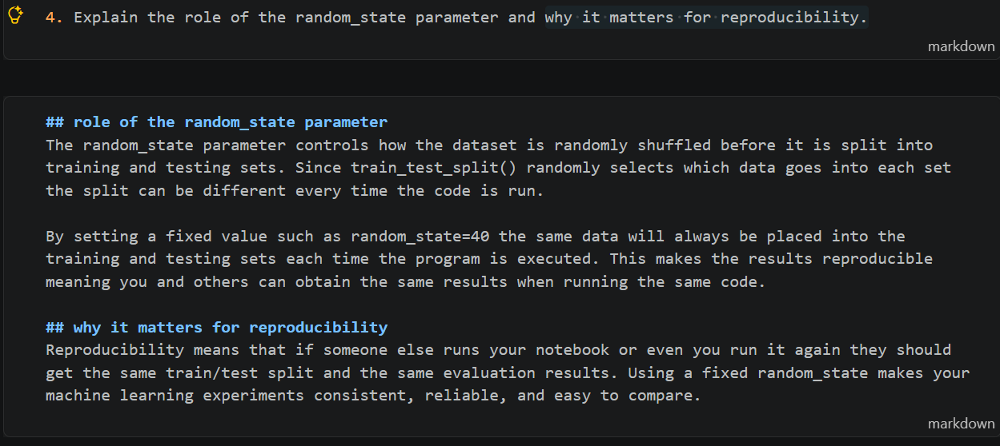 4. Explain the role of the random_state parameter and why it matters for reproducibility.
markdown
## role of the random_state parameter
The random_state parameter controls how the dataset is randomly shuffled before it is split into
training and testing sets. Since train_test_split() randomly selects which data goes into each set
the split can be different every time the code is run.
By setting a fixed value such as random_state=40 the same data will always be placed into the
training and testing sets each time the program is executed. This makes the results reproducible
meaning you and others can obtain the same results when running the same code.
## why it matters for reproducibility
Reproducibility means that if someone else runs your notebook or even you run it again they should
get the same train/test split and the same evaluation results. Using a fixed random_state makes your
machine learning experiments consistent, reliable, and easy to compare.
markdown